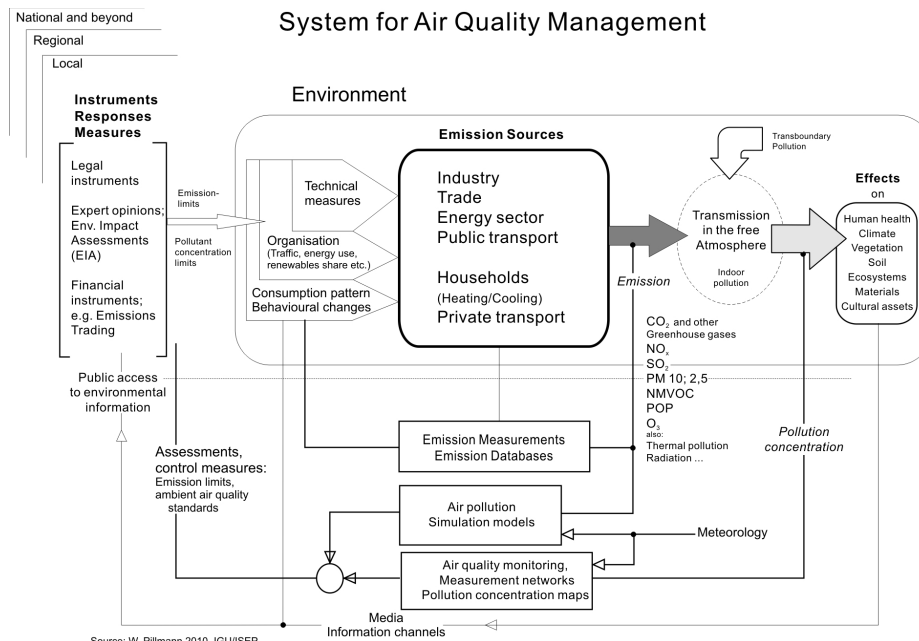 System for Air Quality Management
National and beyond
Regional
Local
Instruments
Responses
Measures
Legal
instruments
Expert opinions;
Env. Impact
Assessments
(EIA)
Financial
instruments;
e.g. Emissions
Trading
Emission-
limits
Pollutant
concentration
limits
Environment
Technical
measures
Organisation
(Traffic, energy use,
renewables share etc.)
Consumption pattern
Behavioural changes
Emission Sources
Industry
Trade
Energy sector
Public transport
Households
(Heating/Cooling)
Private transport
Emission
Transboundary
Pollution
Transmission
in the free
Atmosphere
Indoor
pollution
Effects
on
Human health
Climate
Vegetation
Soil
Ecosystems
Materials
Cultural assets
CO2 and other
Greenhouse gases
NOx
SO2
PM 10; 2,5
NMVOC
POP
O3
also:
Thermal pollution
Radiation ...
Pollution
concentration
Public access
to environmental
information
Assessments,
control measures:
Emission limits,
ambient air quality
standards
Emission Measurements
Emission Databases
Air pollution
Simulation models
Meteorology
Air quality monitoring,
Measurement networks
Pollution concentration maps
Media
Information channels
Source: W. Pillmann 2010, IGU/ISEP